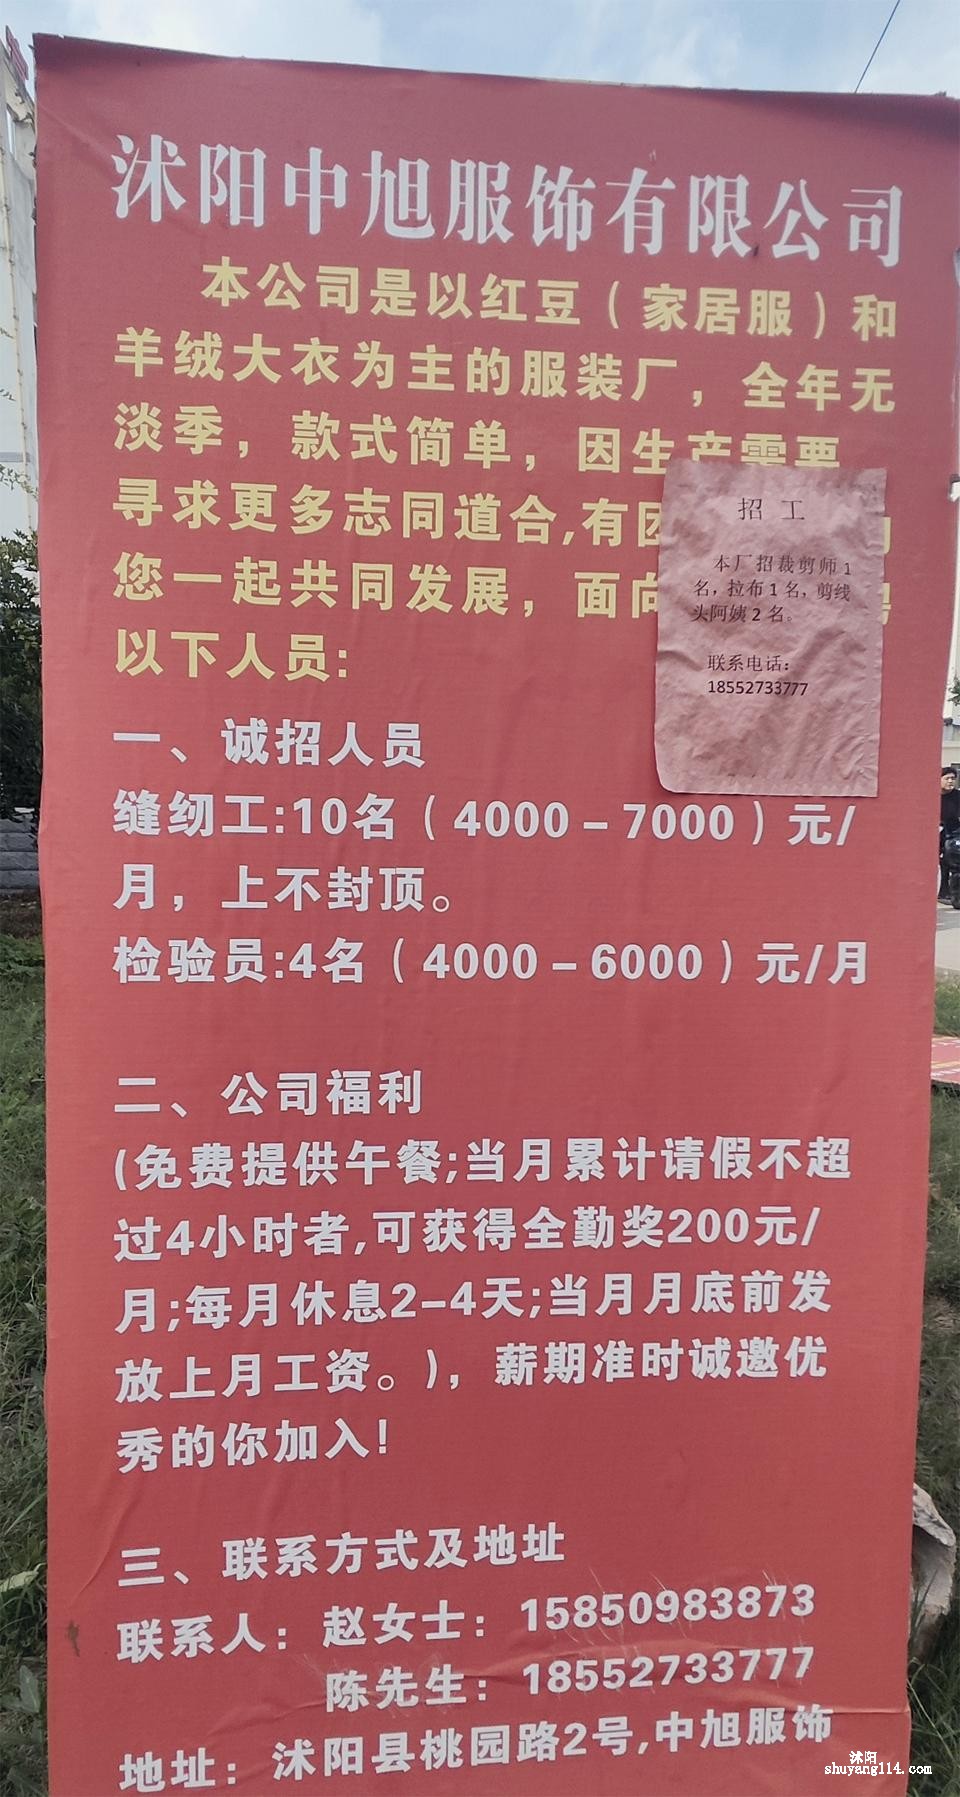 沭阳中旭服饰有限公司
本公司是以红豆（家居服）和
羊绒大衣为主的服装厂，全年无
淡季，款式简单，因生产需要，
寻求更多志同道合,有团
您一起共同发展，面向
以下人员:
招 工
本厂招裁剪师 1
名，拉布 1 名，剪线
头阿姨 2 名。
联系电话：
18552733777
一、诚招人员
缝纫工:10名（4000－7000）元/
月，上不封顶。
检验员:4名（4000－6000）元/月
二、公司福利
(免费提供午餐;当月累计请假不超
过4小时者,可获得全勤奖200元/
月;每月休息2-4天;当月月底前发
放上月工资。)，薪期准时诚邀优
秀的你加入!
三、联系方式及地址
联系人：赵女士：15850983873
陈先生：18552733777
地址：沭阳县桃园路2号,中旭服饰
沭阳
shuyang114.com